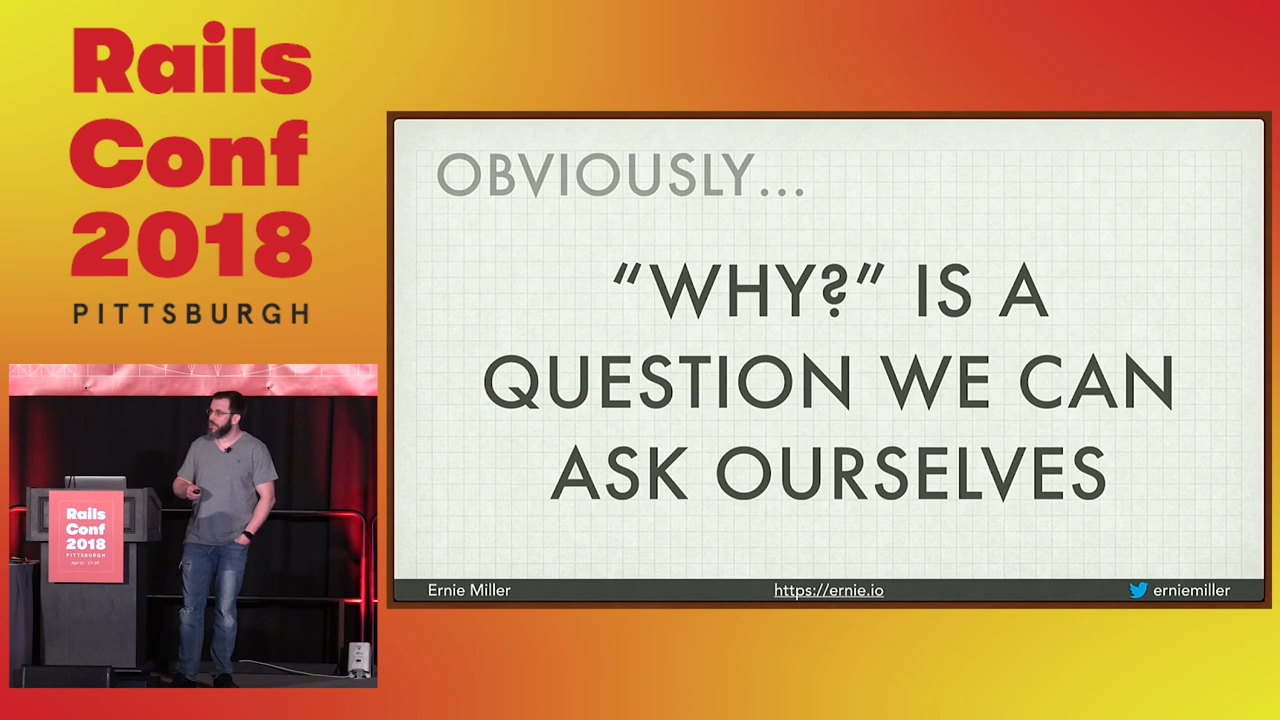 Rails
Conf
2018
PITTSBURGH
OBVIOUSLY...
“WHY?” IS A
QUESTION WE CAN
ASK OURSELVES
Ernie Miller
https://ernie.io
erniemiller
Rails
Conf
2018
PITTSBURGH